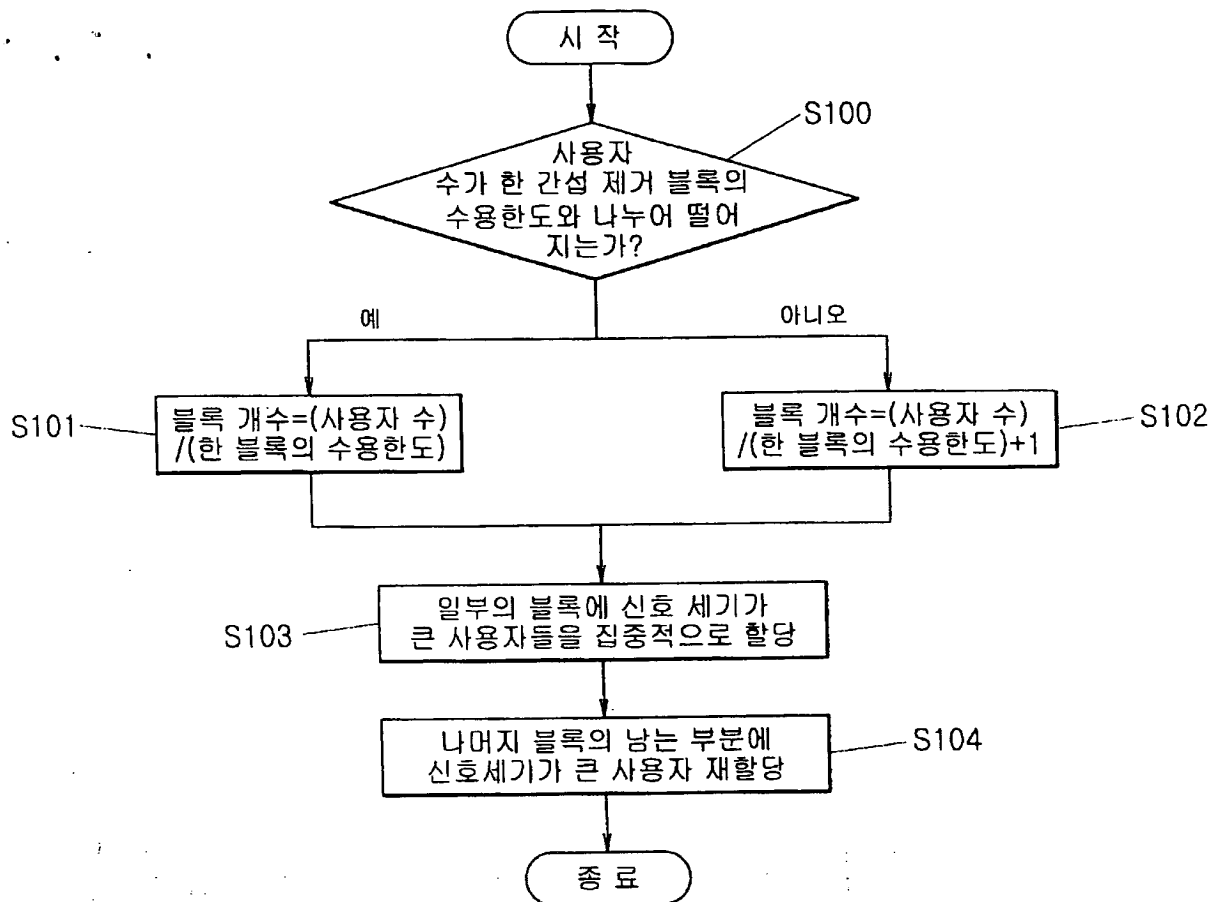 시 작
S100
사용자
수가 한 간섭 제거 블록의
수용한도와 나누어 떨어
지는가?
예
아니오
S101
블록 개수=(사용자 수)
/(한 블록의 수용한도)
블록 개수=(사용자 수)
/(한 블록의 수용한도)+1
S102
S103
일부의 블록에 신호 세기가
큰 사용자들을 집중적으로 할당
나머지 블록의 남는 부분에
신호세기가 큰 사용자 재할당
S104
종 료